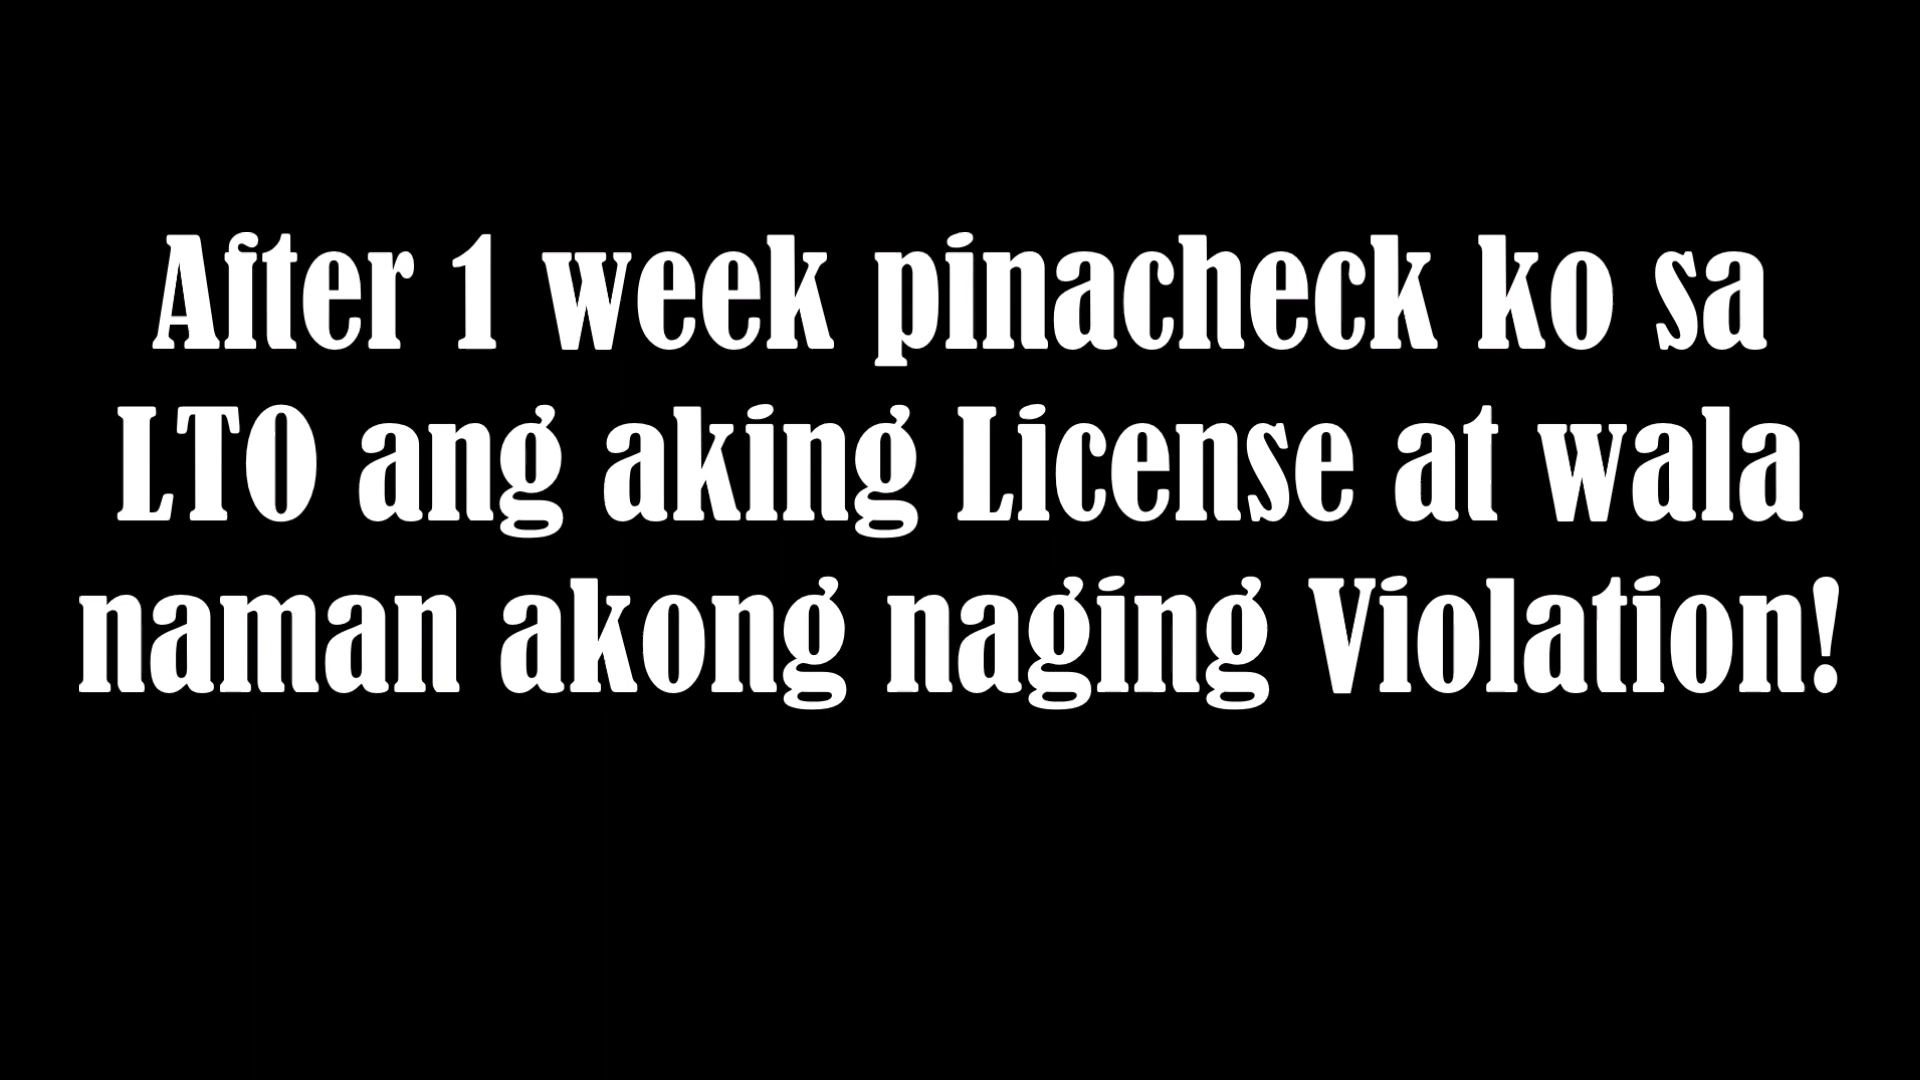 After 1 week pinacheck ko sa
LTO ang aking License at wala
naman akong naging Violation!